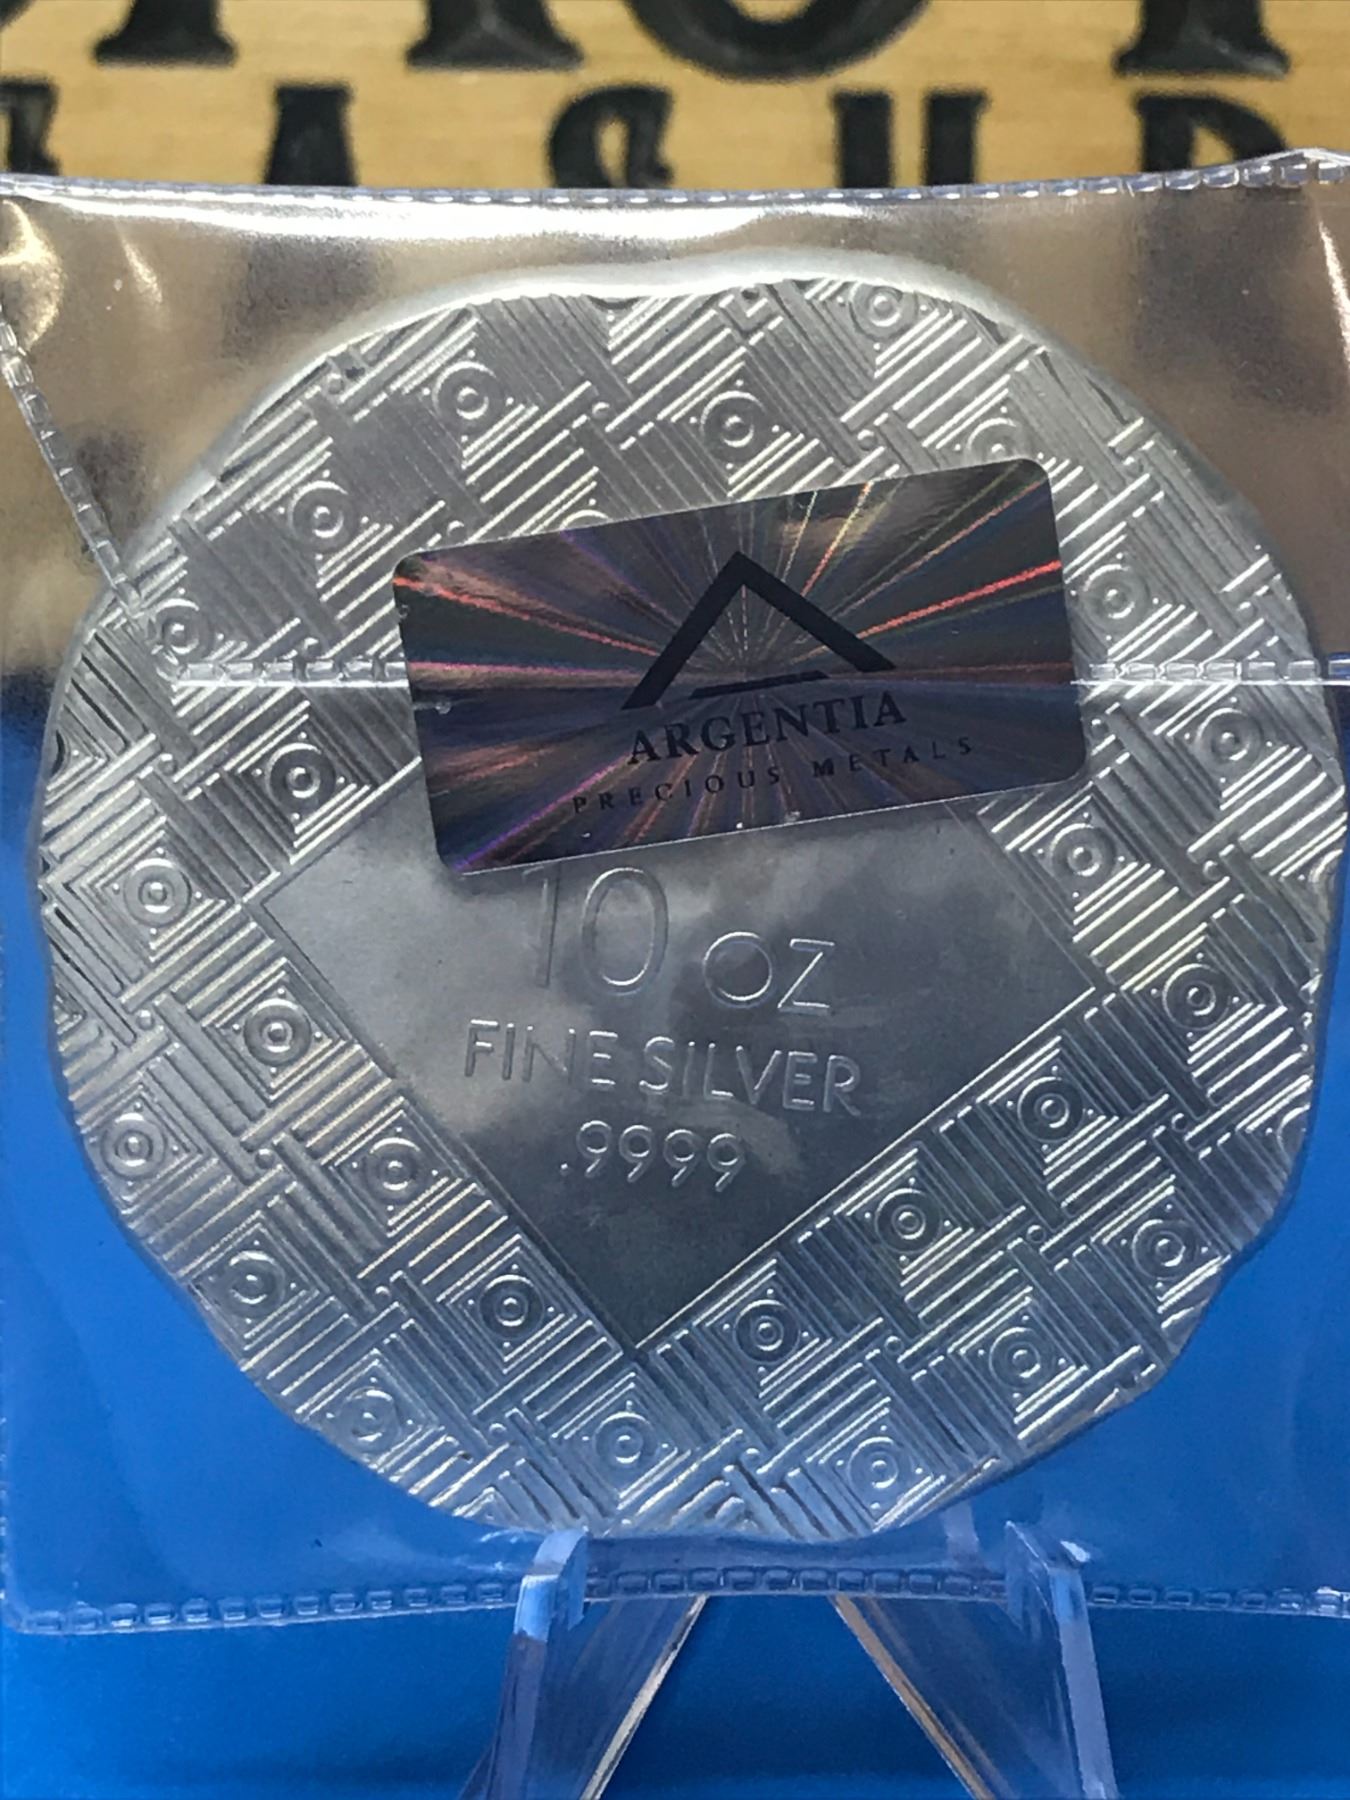 ARGENTIA
PRECIOUS METALS
10 OZ
FINE SILVER
.9999